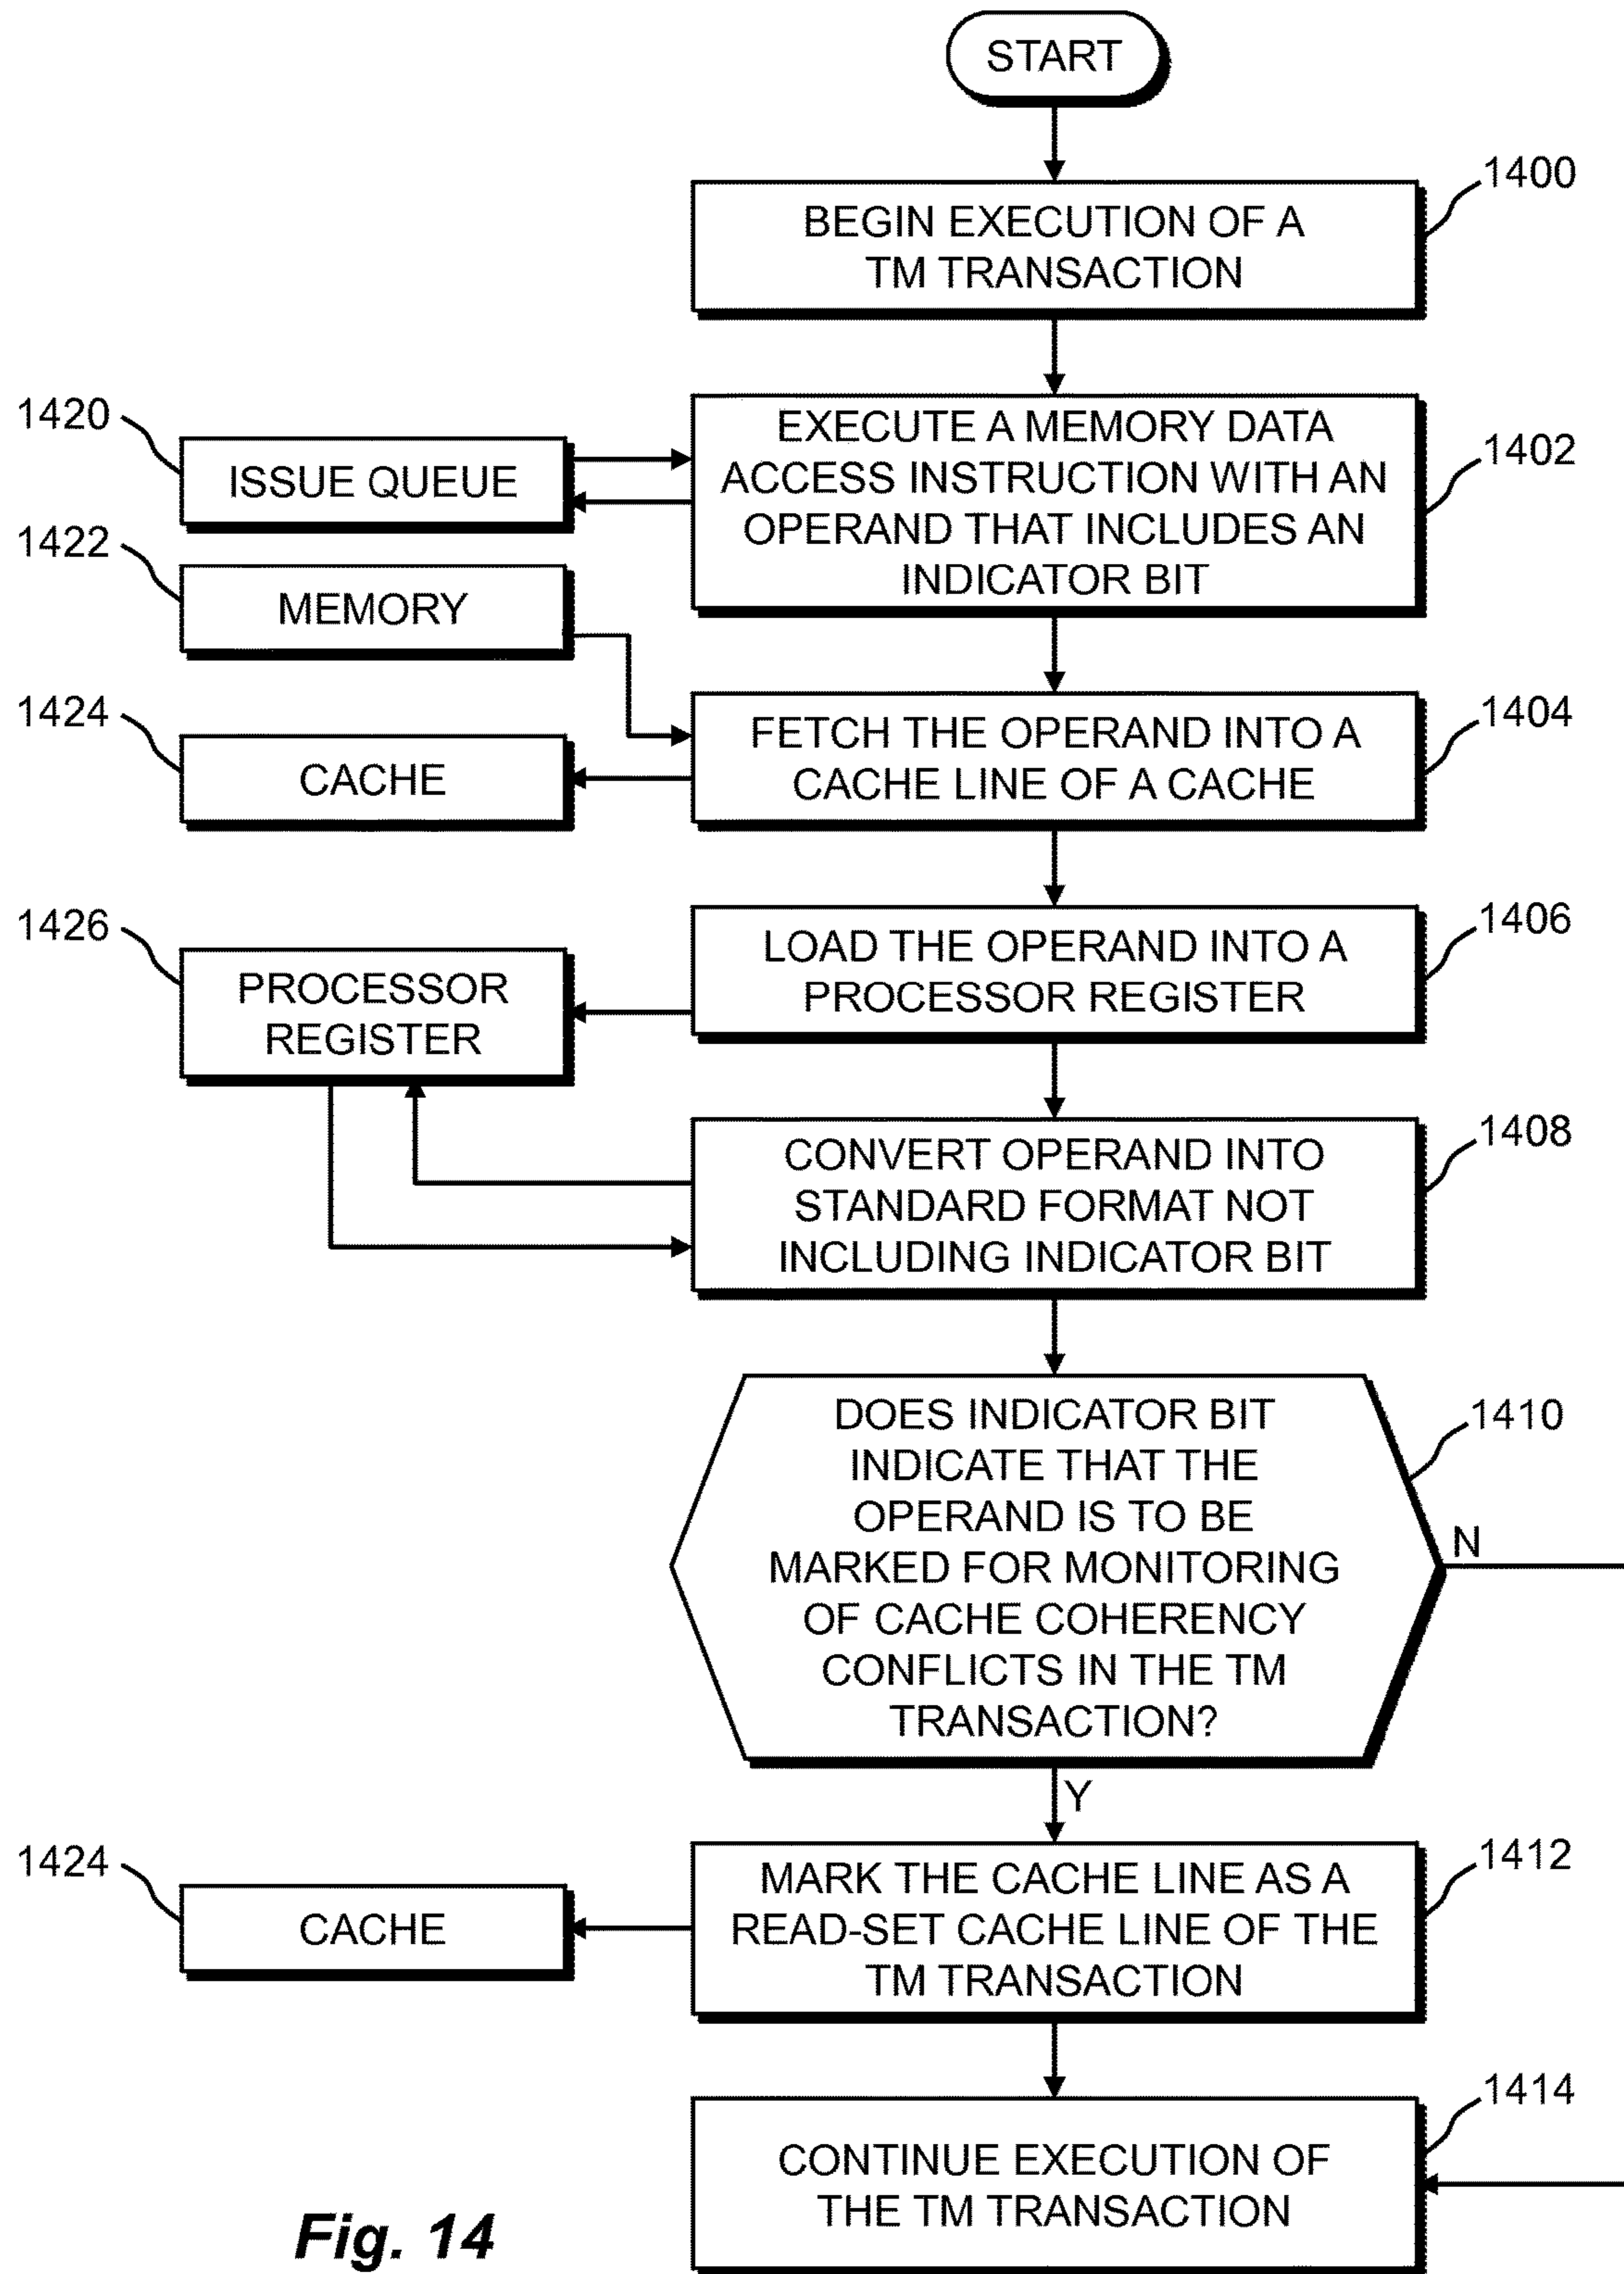 START
1400
BEGIN EXECUTION OF A
TM TRANSACTION
1420
ISSUE QUEUE
EXECUTE A MEMORY DATA
ACCESS INSTRUCTION WITH AN
OPERAND THAT INCLUDES AN
INDICATOR BIT
1402
1422
MEMORY
1424
CACHE
FETCH THE OPERAND INTO A
CACHE LINE OF A CACHE
1404
1426
PROCESSOR
REGISTER
LOAD THE OPERAND INTO A
PROCESSOR REGISTER
1406
CONVERT OPERAND INTO
STANDARD FORMAT NOT
INCLUDING INDICATOR BIT
1408
DOES INDICATOR BIT
INDICATE THAT THE
OPERAND IS TO BE
MARKED FOR MONITORING
OF CACHE COHERENCY
CONFLICTS IN THE TM
TRANSACTION?
1410
N
Y
1424
CACHE
MARK THE CACHE LINE AS A
READ-SET CACHE LINE OF THE
TM TRANSACTION
1412
1414
CONTINUE EXECUTION OF
THE TM TRANSACTION
Fig. 14